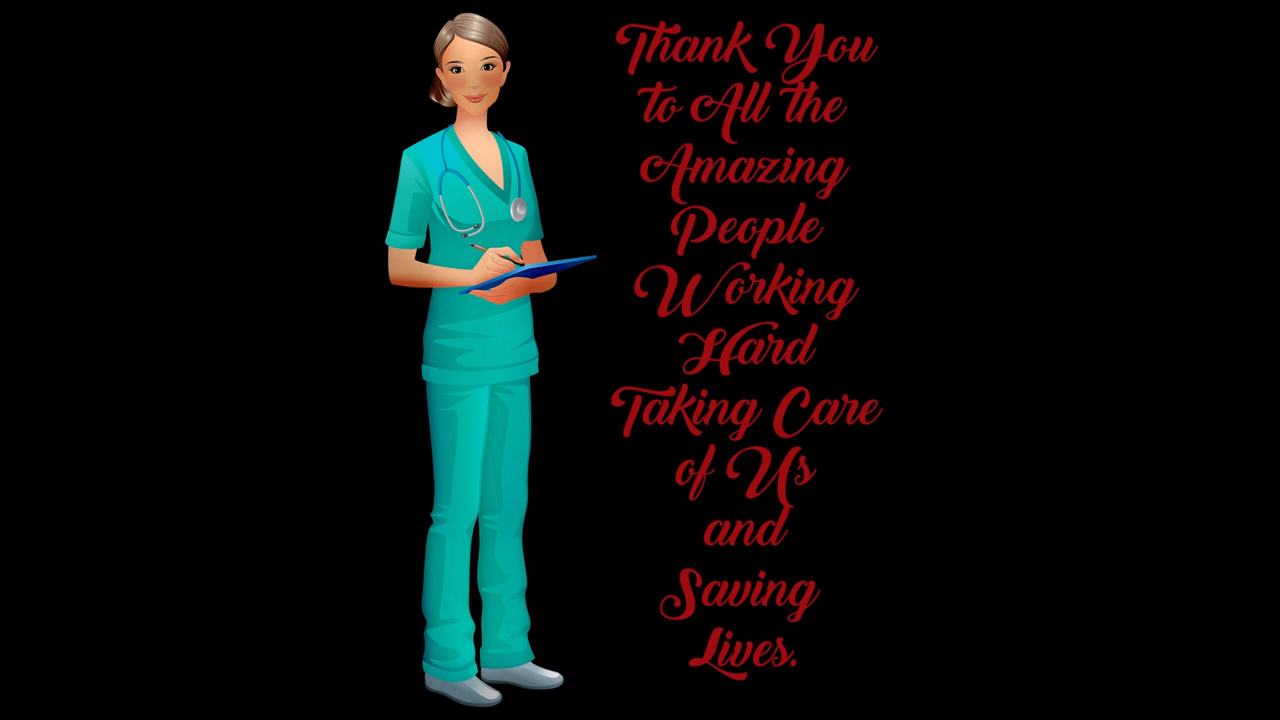 Thank You
to All the
Amazing
People
Working
Hard
Taking Care
of Us
and
Saving
Lives.